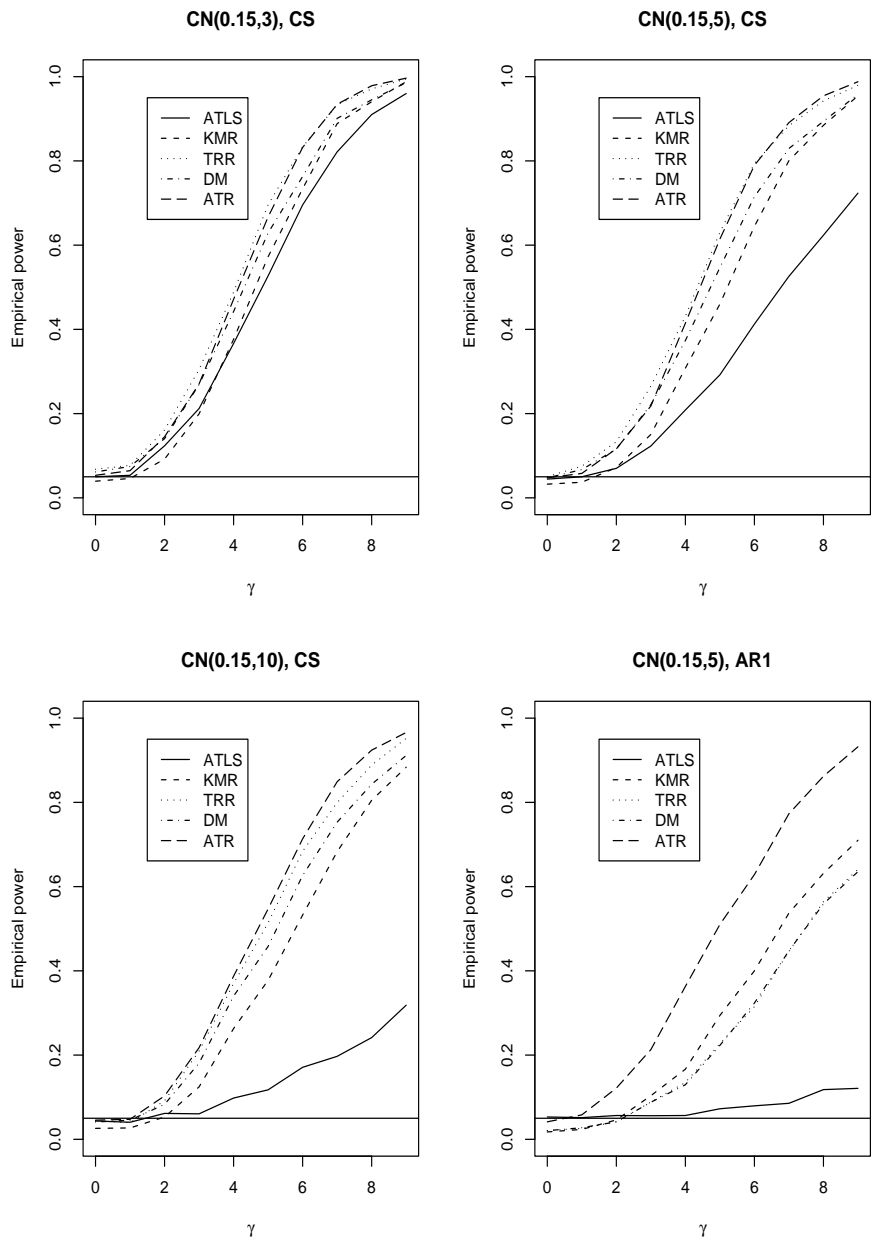 CN(0.15,3), CS
Empirical power
0.0 0.2 0.4 0.6 0.8 1.0
ATLS
KMR
TRR
DM
ATR
0 2 4 6 8
γ
CN(0.15,5), CS
Empirical power
0.0 0.2 0.4 0.6 0.8 1.0
ATLS
KMR
TRR
DM
ATR
0 2 4 6 8
γ
CN(0.15,10), CS
Empirical power
0.0 0.2 0.4 0.6 0.8 1.0
ATLS
KMR
TRR
DM
ATR
0 2 4 6 8
γ
CN(0.15,5), AR1
Empirical power
0.0 0.2 0.4 0.6 0.8 1.0
ATLS
KMR
TRR
DM
ATR
0 2 4 6 8
γ